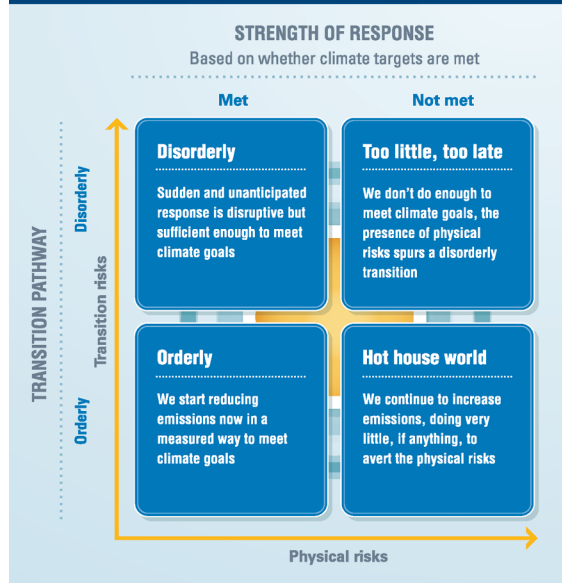 STRENGTH OF RESPONSE
Based on whether climate targets are met
Met
Not met
TRANSITION PATHWAY
Disorderly
Orderly
Transition risks
Disorderly
Sudden and unanticipated
response is disruptive but
sufficient enough to meet
climate goals
Too little, too late
We don't do enough to
meet climate goals, the
presence of physical
risks spurs a disorderly
transition
Orderly
We start reducing
emissions now in a
measured way to meet
climate goals
Hot house world
We continue to increase
emissions, doing very
little, if anything, to
avert the physical risks
Physical risks